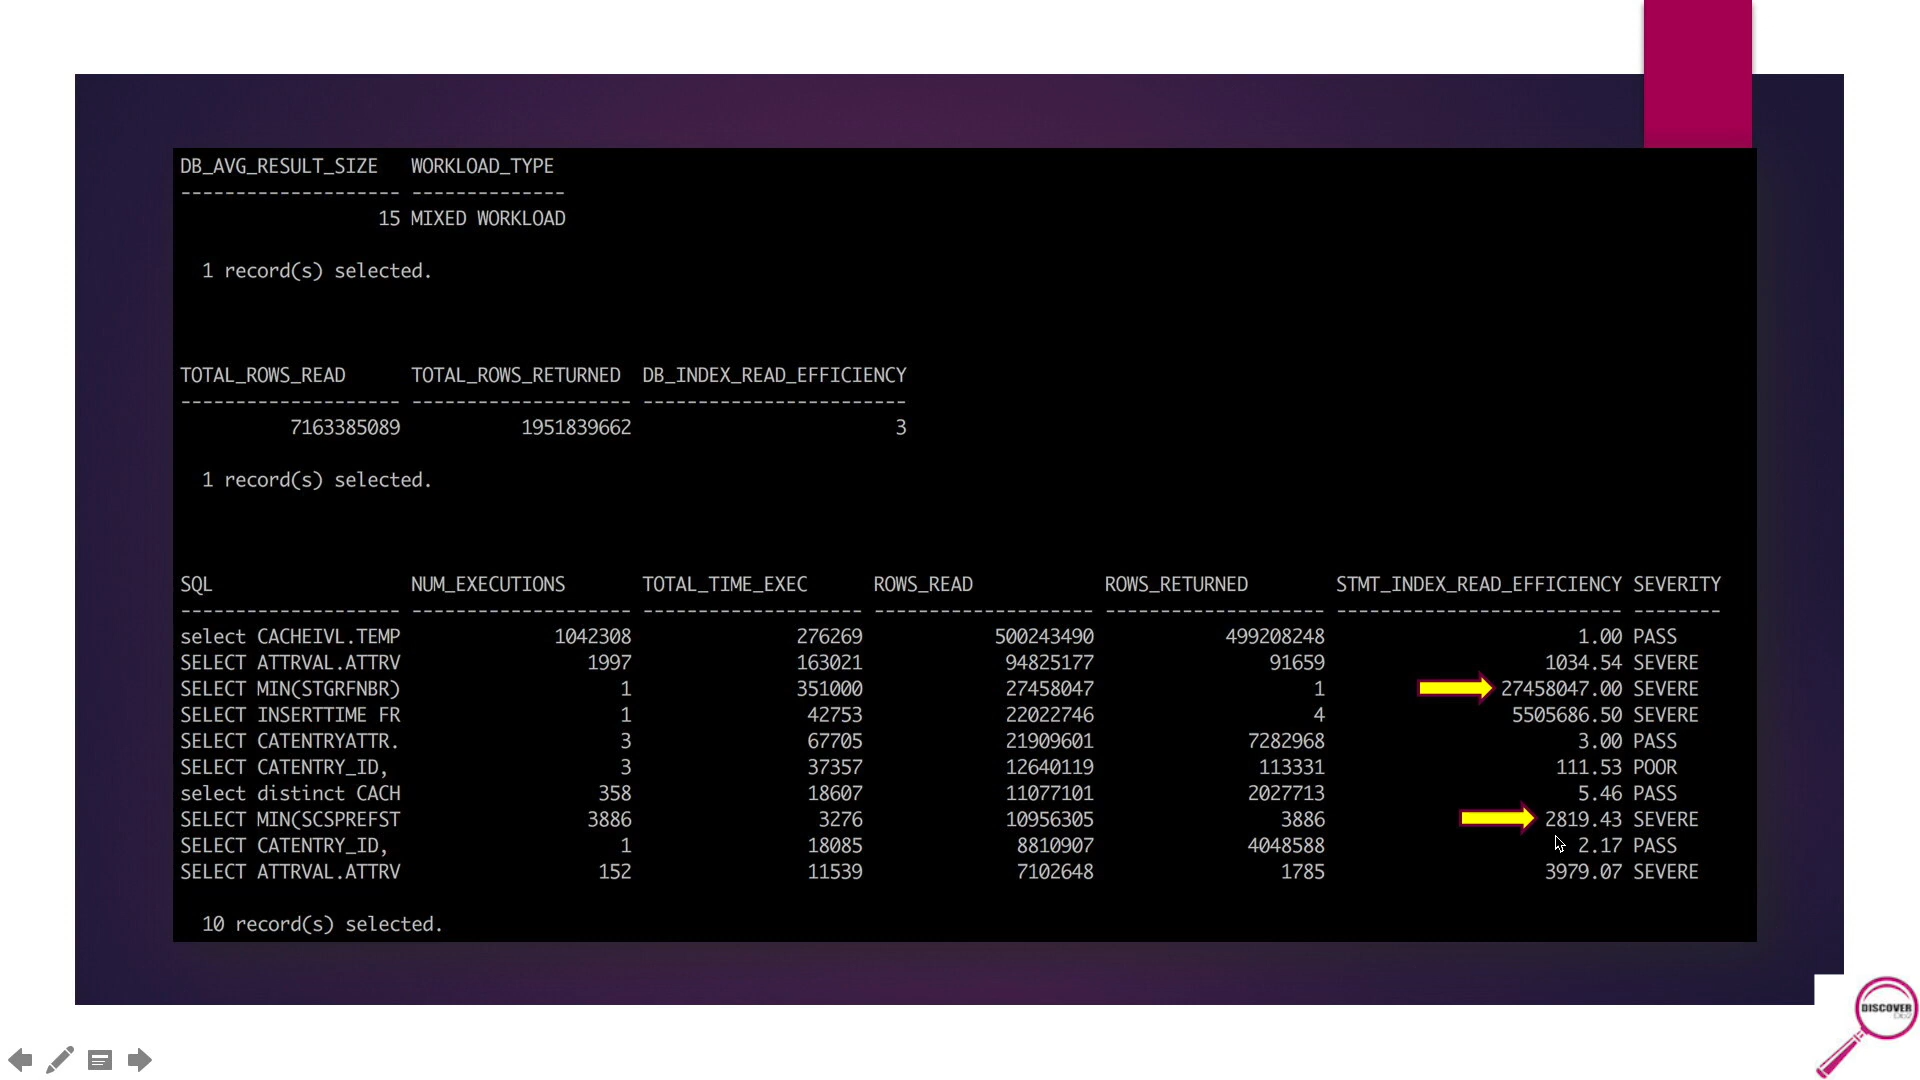 DB_AVG_RESULT_SIZE   WORKLOAD_TYPE
-------------------- --------------
                  15 MIXED WORKLOAD
  1 record(s) selected.
TOTAL_ROWS_READ      TOTAL_ROWS_RETURNED  DB_INDEX_READ_EFFICIENCY
-------------------- -------------------- ------------------------
          7163385089           1951839662                        3
  1 record(s) selected.
SQL                  NUM_EXECUTIONS       TOTAL_TIME_EXEC      ROWS_READ            ROWS_RETURNED        STMT_INDEX_READ_EFFICIENCY SEVERITY
-------------------- -------------------- -------------------- -------------------- -------------------- -------------------------- --------
select CACHEIVL.TEMP              1042308               276269            500243490            499208248                       1.00 PASS
SELECT ATTRVAL.ATTRV                 1997               163021             94825177                91659                    1034.54 SEVERE
SELECT MIN(STGRFNBR)                    1               351000             27458047                    1                27458047.00 SEVERE
SELECT INSERTTIME FR                    1                42753             22022746                    4                 5505686.50 SEVERE
SELECT CATENTRYATTR.                    3                67705             21909601              7282968                       3.00 PASS
SELECT CATENTRY_ID,                     3                37357             12640119               113331                     111.53 POOR
select distinct CACH                  358                18607             11077101              2027713                       5.46 PASS
SELECT MIN(SCSPREFST                 3886                 3276             10956305                 3886                    2819.43 SEVERE
SELECT CATENTRY_ID,                     1                18085              8810907              4048588                       2.17 PASS
SELECT ATTRVAL.ATTRV                  152                11539              7102648                 1785                    3979.07 SEVERE
  10 record(s) selected.
DISCOVER